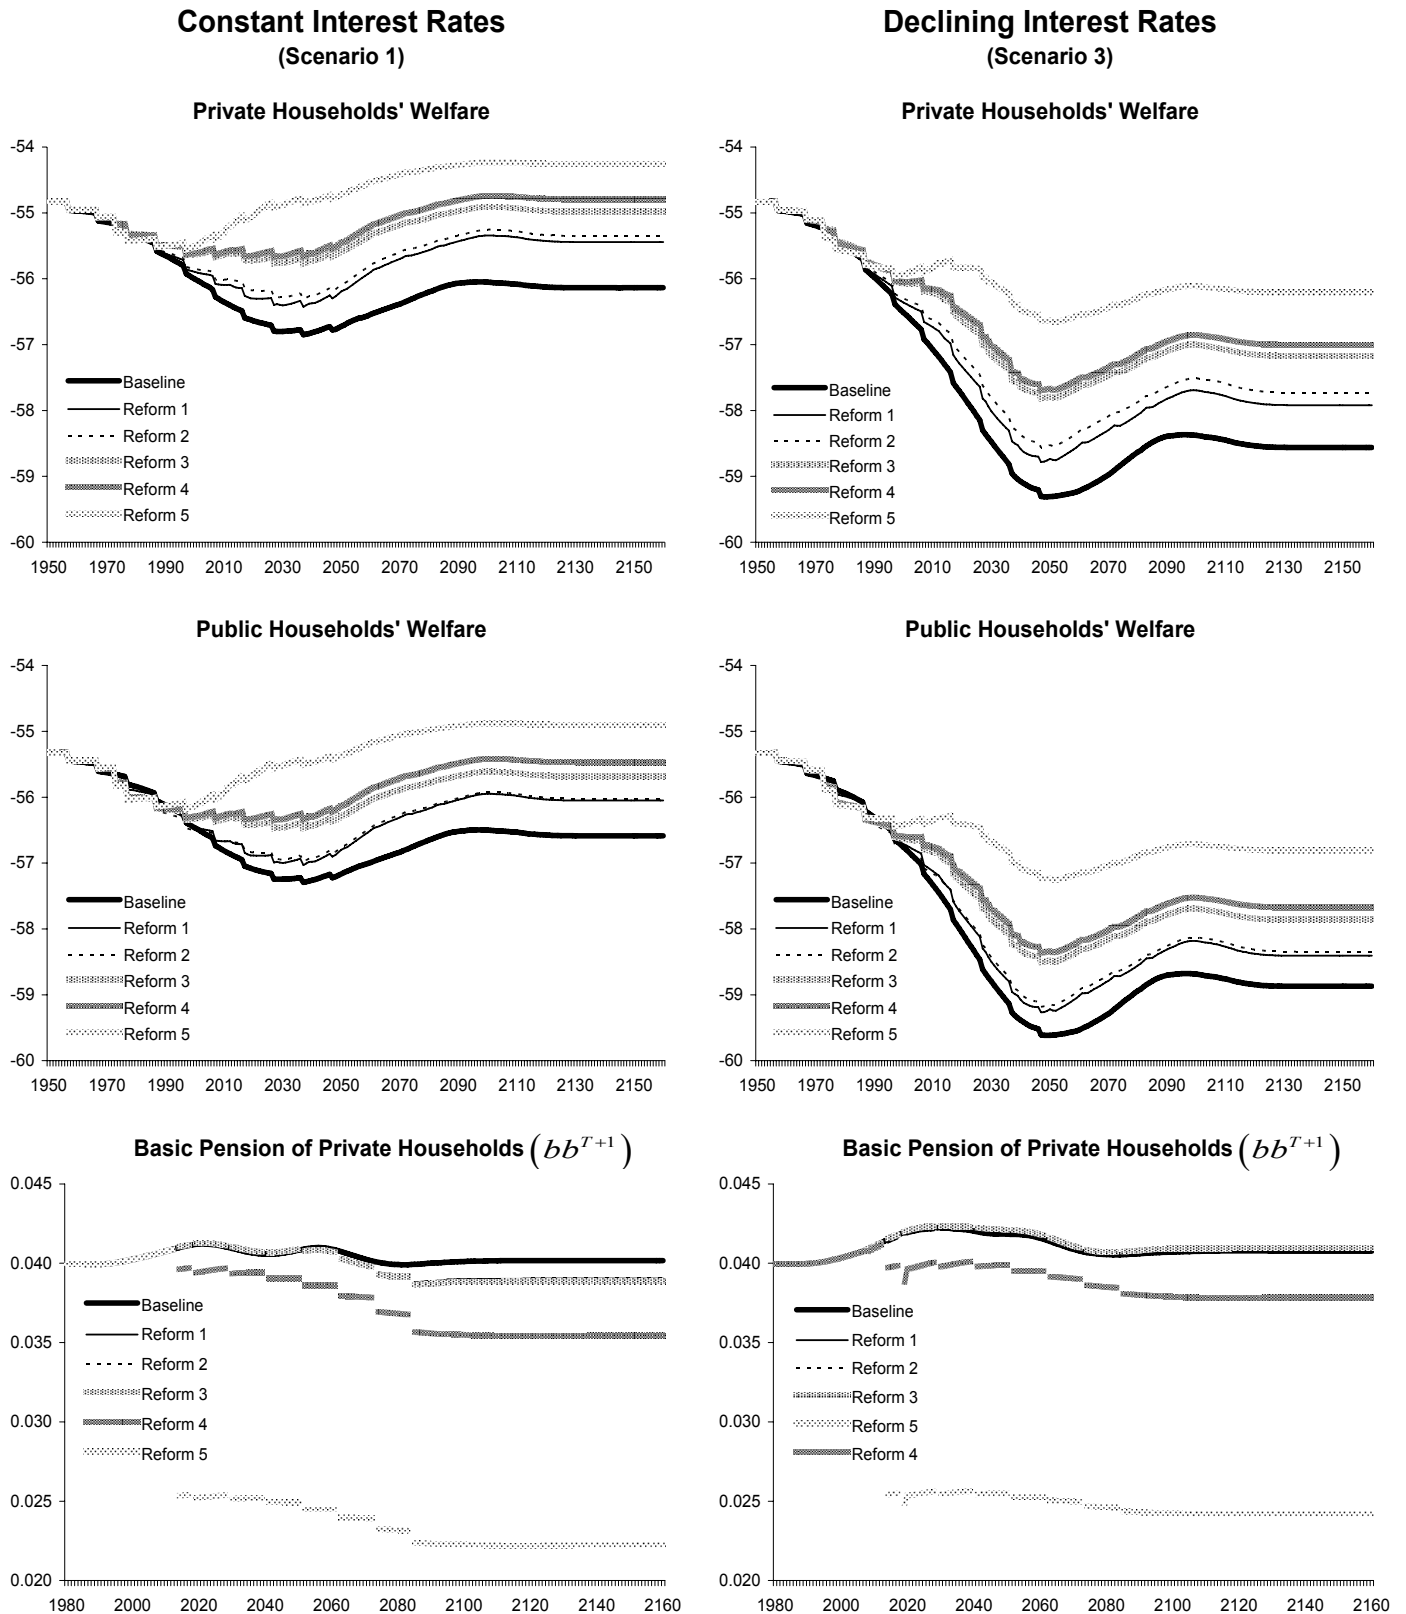 Constant Interest Rates
(Scenario 1)
Declining Interest Rates
(Scenario 3)
Private Households' Welfare
-54
-55
-56
-57
-58
-59
-60
Baseline
Reform 1
Reform 2
Reform 3
Reform 4
Reform 5
1950 1970 1990 2010 2030 2050 2070 2090 2110 2130 2150
Private Households' Welfare
-54
-55
-56
-57
-58
-59
-60
Baseline
Reform 1
Reform 2
Reform 3
Reform 4
Reform 5
1950 1970 1990 2010 2030 2050 2070 2090 2110 2130 2150
Public Households' Welfare
-54
-55
-56
-57
-58
-59
-60
Baseline
Reform 1
Reform 2
Reform 3
Reform 4
Reform 5
1950 1970 1990 2010 2030 2050 2070 2090 2110 2130 2150
Public Households' Welfare
-54
-55
-56
-57
-58
-59
-60
Baseline
Reform 1
Reform 2
Reform 3
Reform 4
Reform 5
1950 1970 1990 2010 2030 2050 2070 2090 2110 2130 2150
Basic Pension of Private Households (bb^{T+1})
0.045
0.040
0.035
0.030
0.025
0.020
Baseline
Reform 1
Reform 2
Reform 3
Reform 4
Reform 5
1980 2000 2020 2040 2060 2080 2100 2120 2140 2160
Basic Pension of Private Households (bb^{T+1})
0.045
0.040
0.035
0.030
0.025
0.020
Baseline
Reform 1
Reform 2
Reform 3
Reform 5
Reform 4
1980 2000 2020 2040 2060 2080 2100 2120 2140 2160